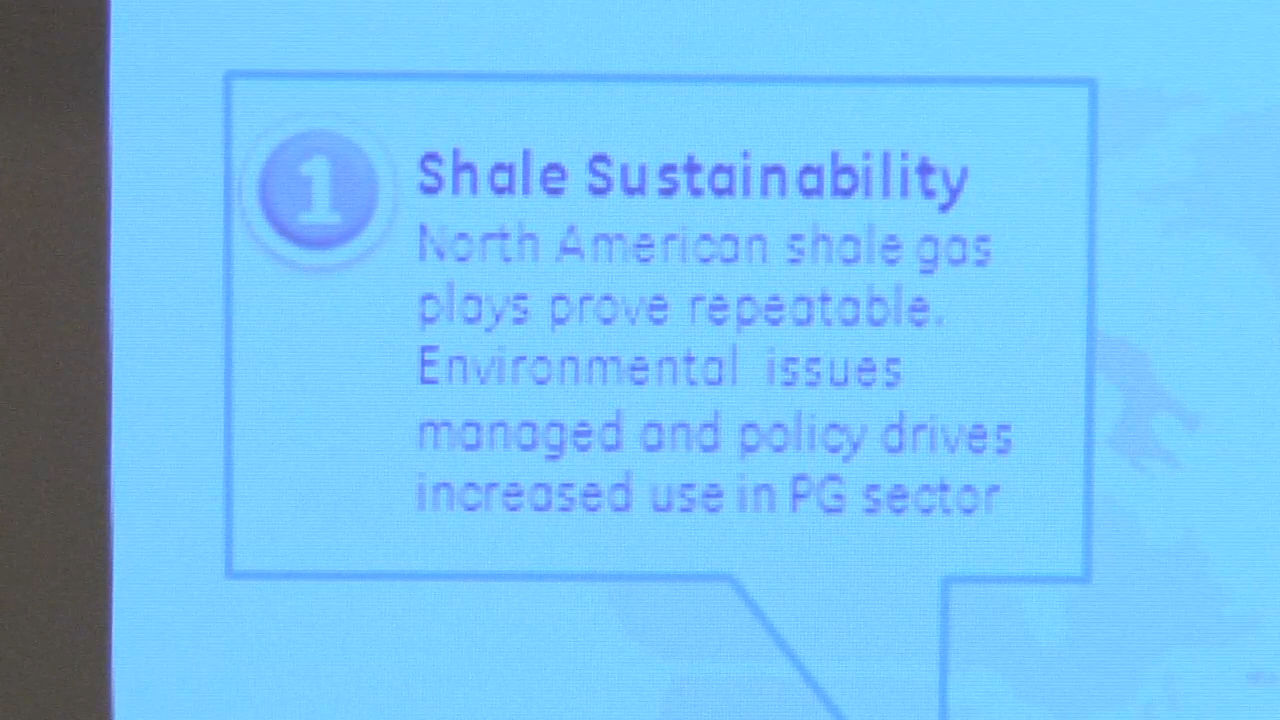 1
Shale Sustainability
North American shale gas
plays prove repeatable.
Environmental issues
managed and policy drives
increased use in PG sector